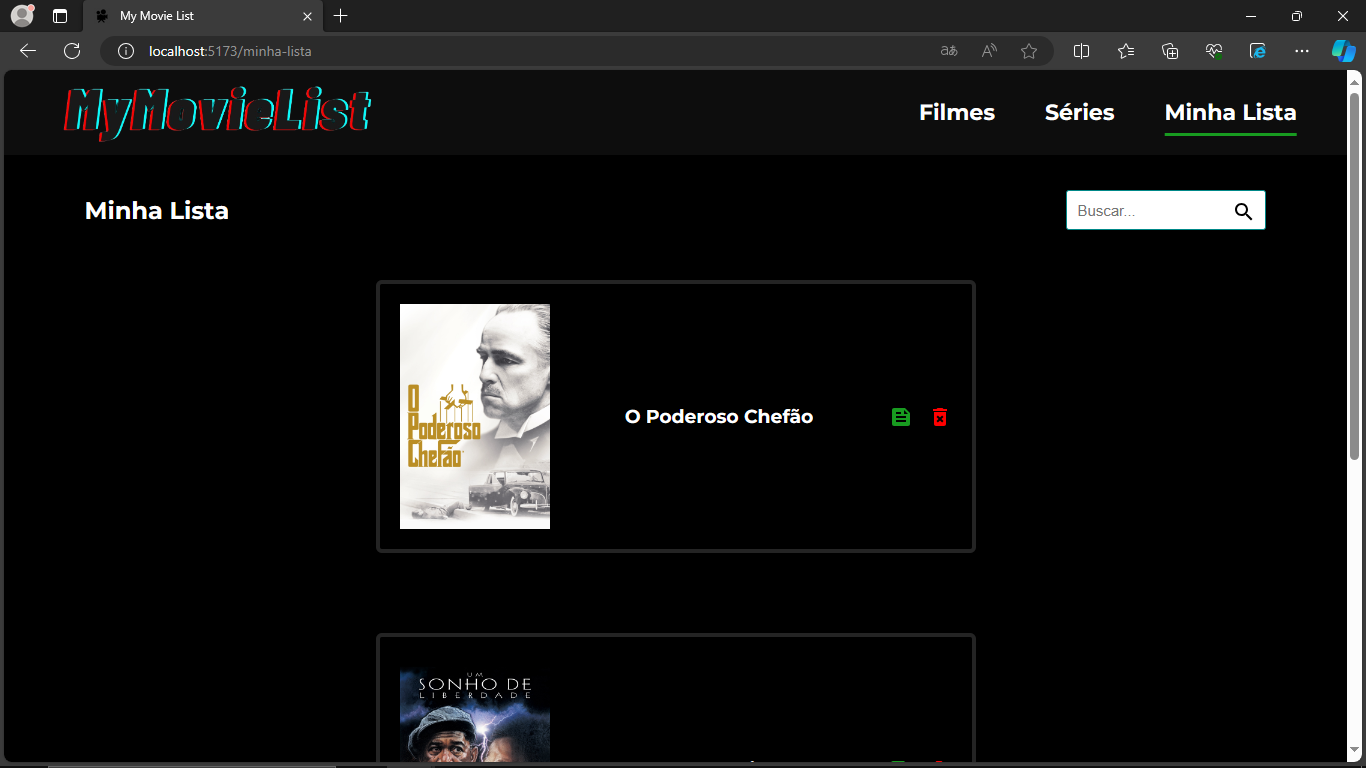 My Movie List
localhost:5173/minha-lista
MyMovieList
Filmes
Séries
Minha Lista
Minha Lista
Buscar...
O
Poderoso
Chefão
O Poderoso Chefão
UM
SONHO DE
LIBERDADE